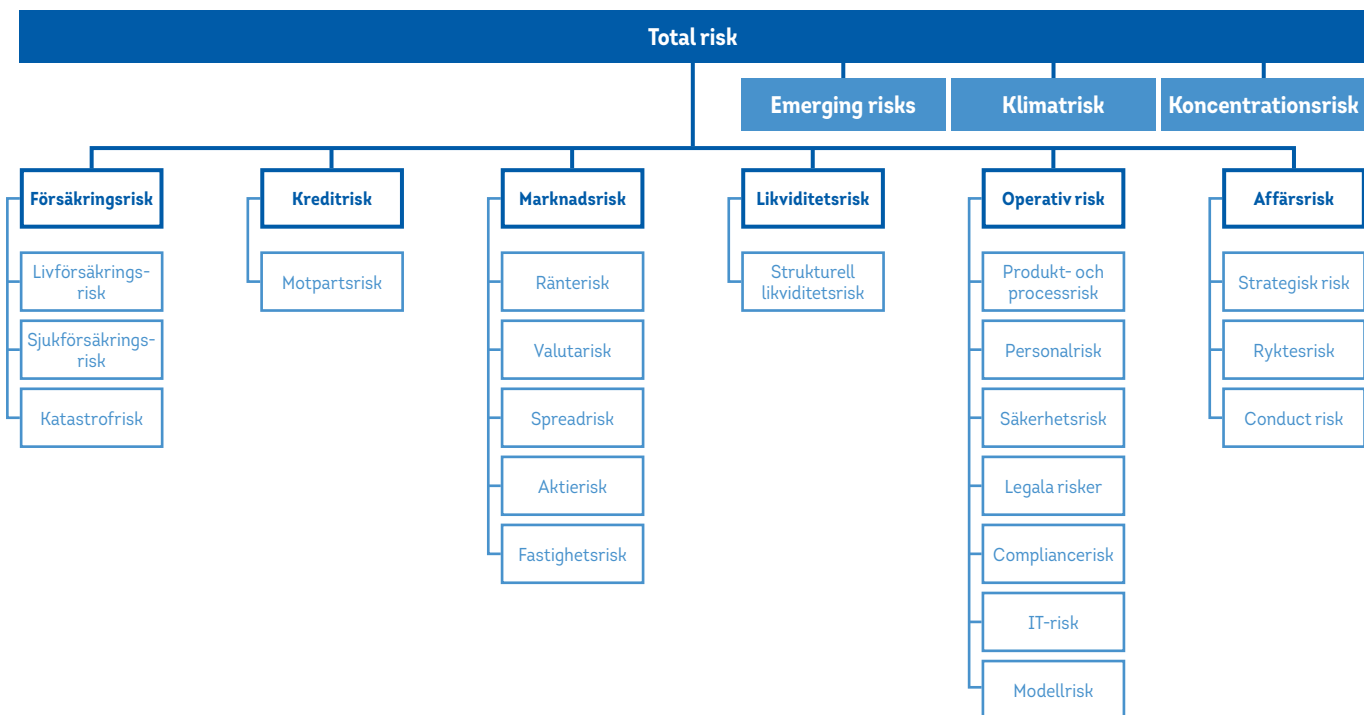 Total risk
Emerging risks
Klimatrisk
Koncentrationsrisk
Försäkringsrisk
Kreditrisk
Marknadsrisk
Likviditetsrisk
Operativ risk
Affärsrisk
Livförsäkrings-
risk
Sjukförsäkrings-
risk
Katastrofrisk
Motpartsrisk
Ränterisk
Valutarisk
Spreadrisk
Aktierisk
Fastighetsrisk
Strukturell
likviditetsrisk
Produkt- och
processrisk
Personalrisk
Säkerhetsrisk
Legala risker
Compliancerisk
IT-risk
Modellrisk
Strategisk risk
Ryktesrisk
Conduct risk